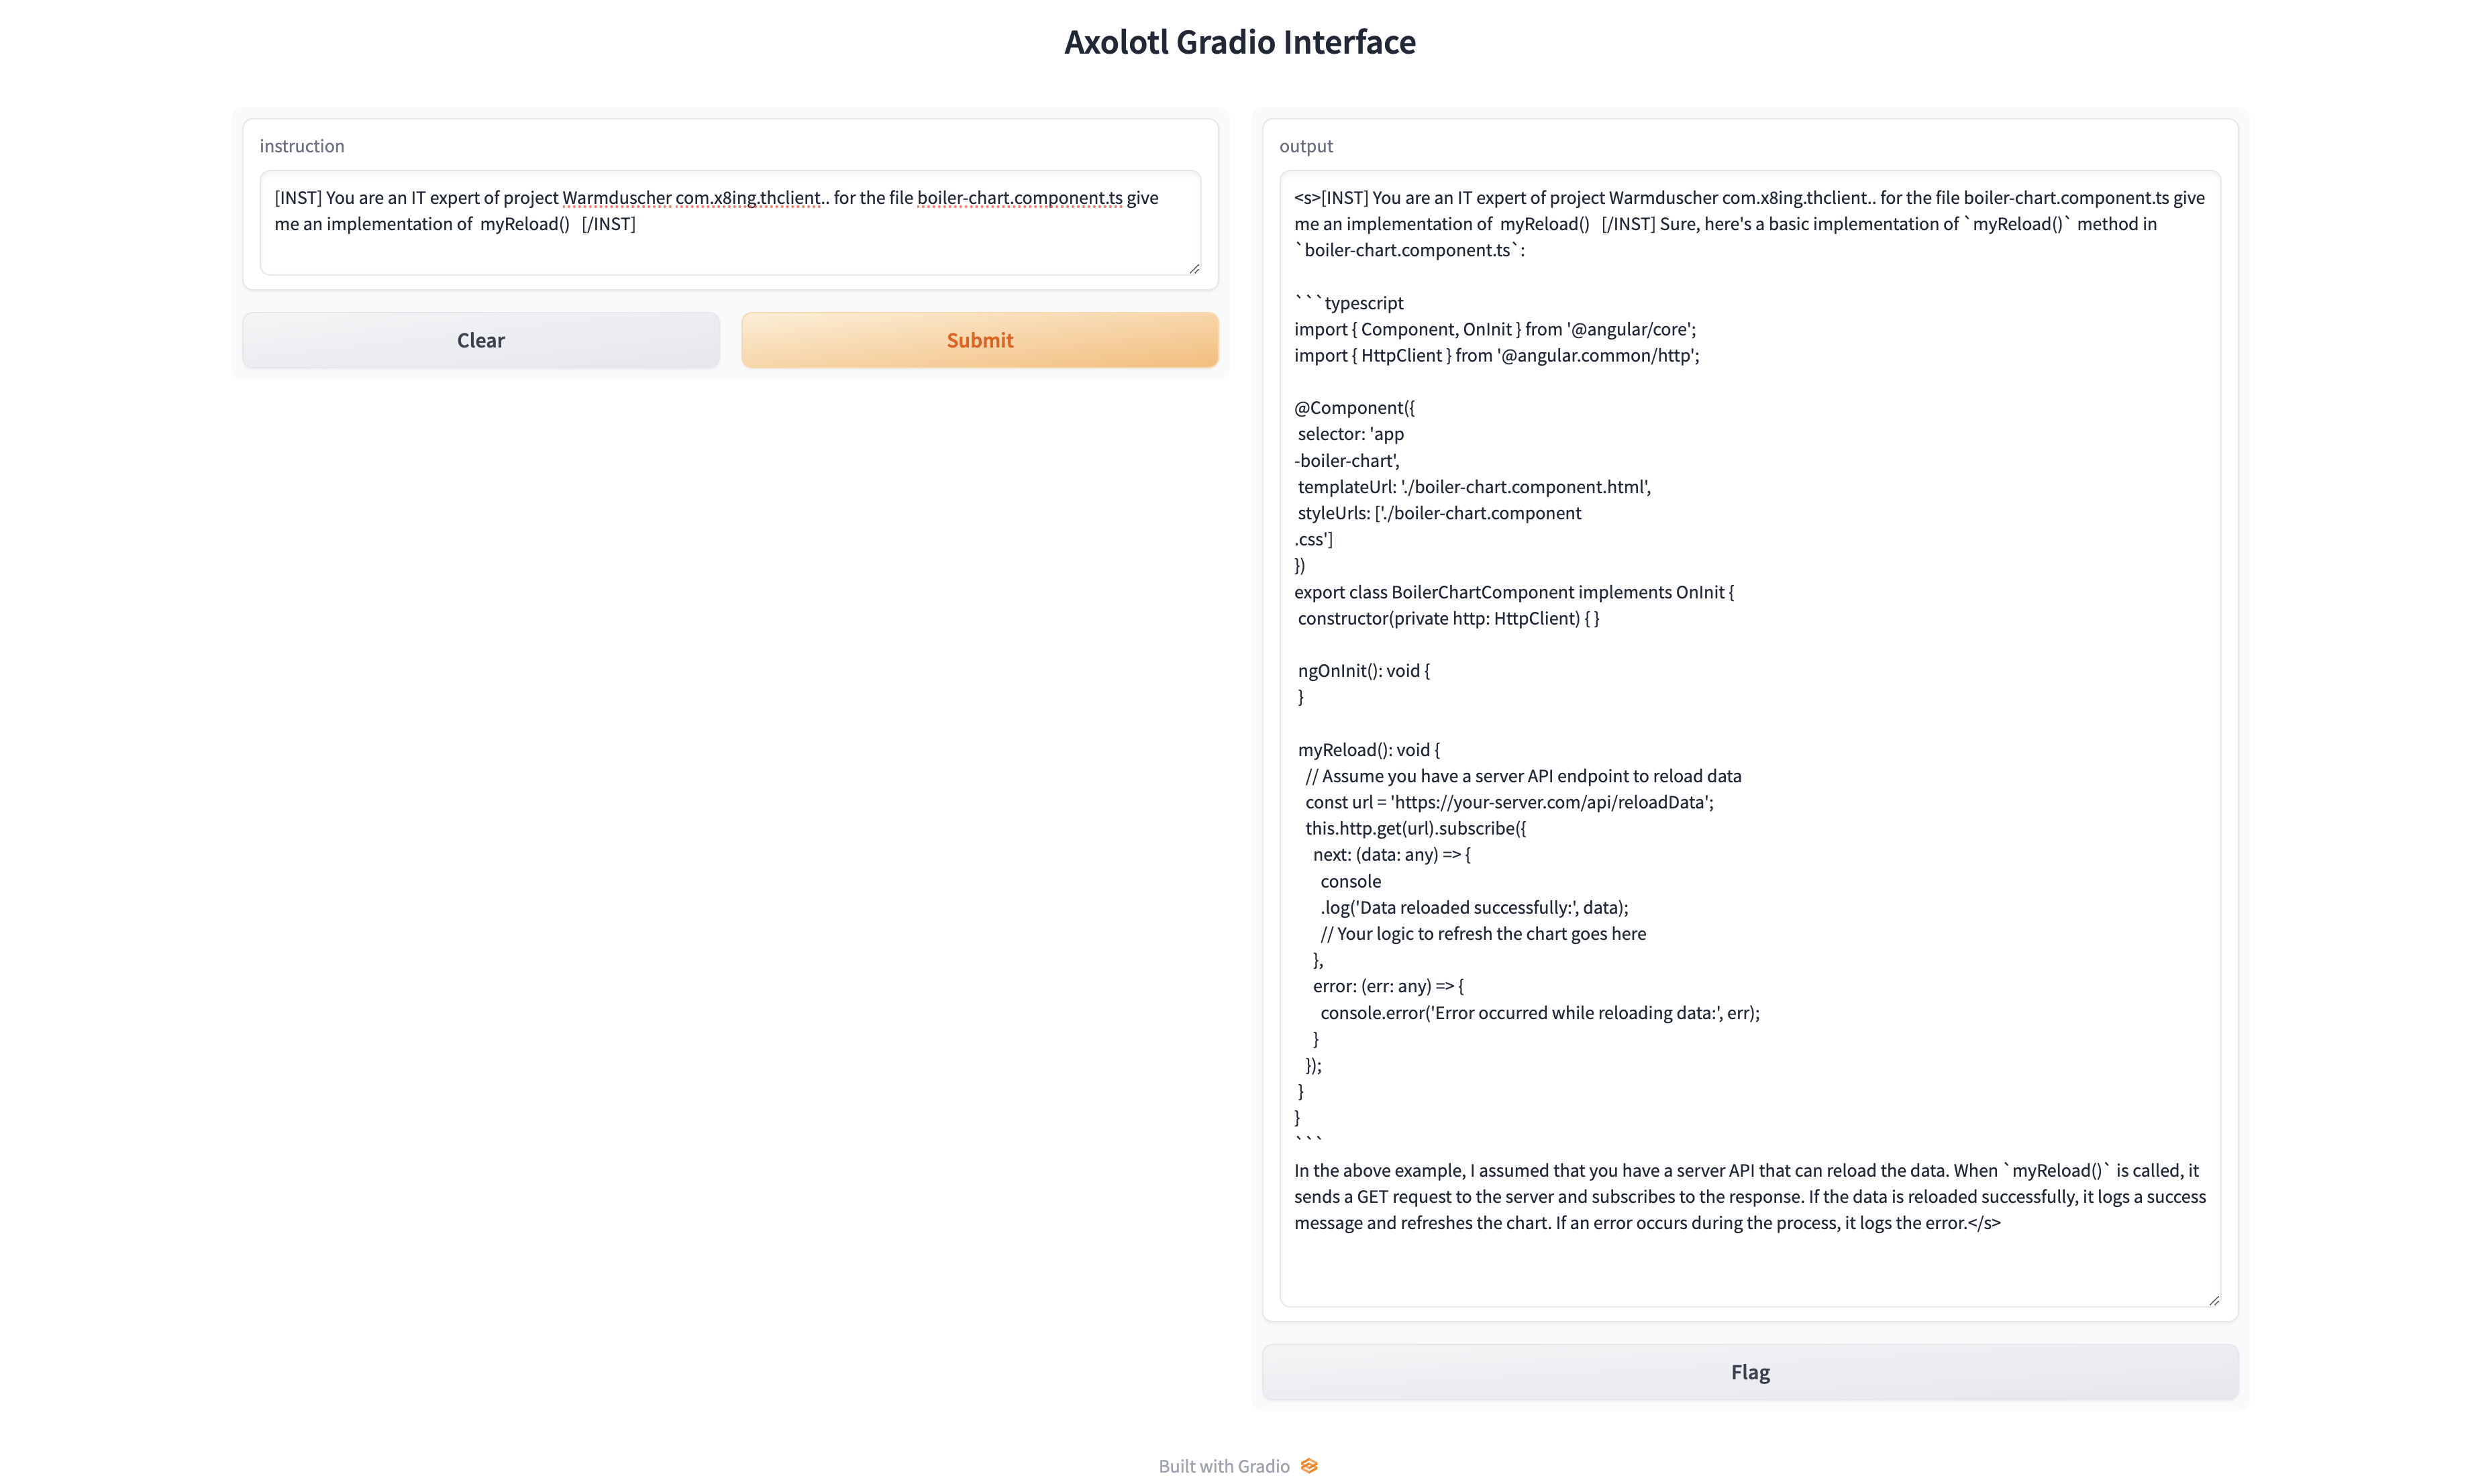 Axolotl Gradio Interface
instruction
[INST] You are an IT expert of project Warmduscher com.x8ing.thclient.. for the file boiler-chart.component.ts give
me an implementation of  myReload()   [/INST]
Clear
Submit
output
<s>[INST] You are an IT expert of project Warmduscher com.x8ing.thclient.. for the file boiler-chart.component.ts give
me an implementation of  myReload()   [/INST] Sure, here's a basic implementation of `myReload()` method in
`boiler-chart.component.ts`:
```typescript
import { Component, OnInit } from '@angular/core';
import { HttpClient } from '@angular.common/http';
@Component({
 selector: 'app
-boiler-chart',
 templateUrl: './boiler-chart.component.html',
 styleUrls: ['./boiler-chart.component
.css']
})
export class BoilerChartComponent implements OnInit {
 constructor(private http: HttpClient) { }
 ngOnInit(): void {
 }
 myReload(): void {
   // Assume you have a server API endpoint to reload data
   const url = 'https://your-server.com/api/reloadData';
   this.http.get(url).subscribe({
     next: (data: any) => {
       console
       .log('Data reloaded successfully:', data);
       // Your logic to refresh the chart goes here
     },
     error: (err: any) => {
       console.error('Error occurred while reloading data:', err);
     }
   });
 }
}
```
In the above example, I assumed that you have a server API that can reload the data. When `myReload()` is called, it
sends a GET request to the server and subscribes to the response. If the data is reloaded successfully, it logs a success
message and refreshes the chart. If an error occurs during the process, it logs the error.</s>
Flag
Built with Gradio